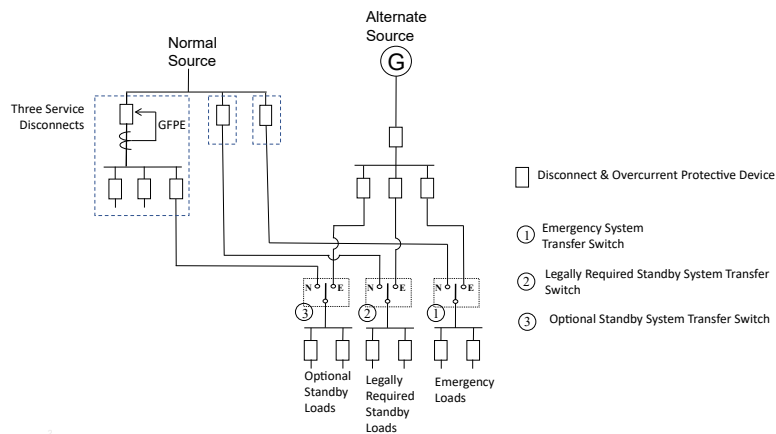 Alternate
Source
G
Normal
Source
Three Service
Disconnects
GFPE
Disconnect & Overcurrent Protective Device
1 Emergency System
Transfer Switch
2 Legally Required Standby System Transfer
Switch
3 Optional Standby System Transfer Switch
N E
N E
N E
3
2
1
Optional
Standby
Loads
Legally
Required
Standby
Loads
Emergency
Loads